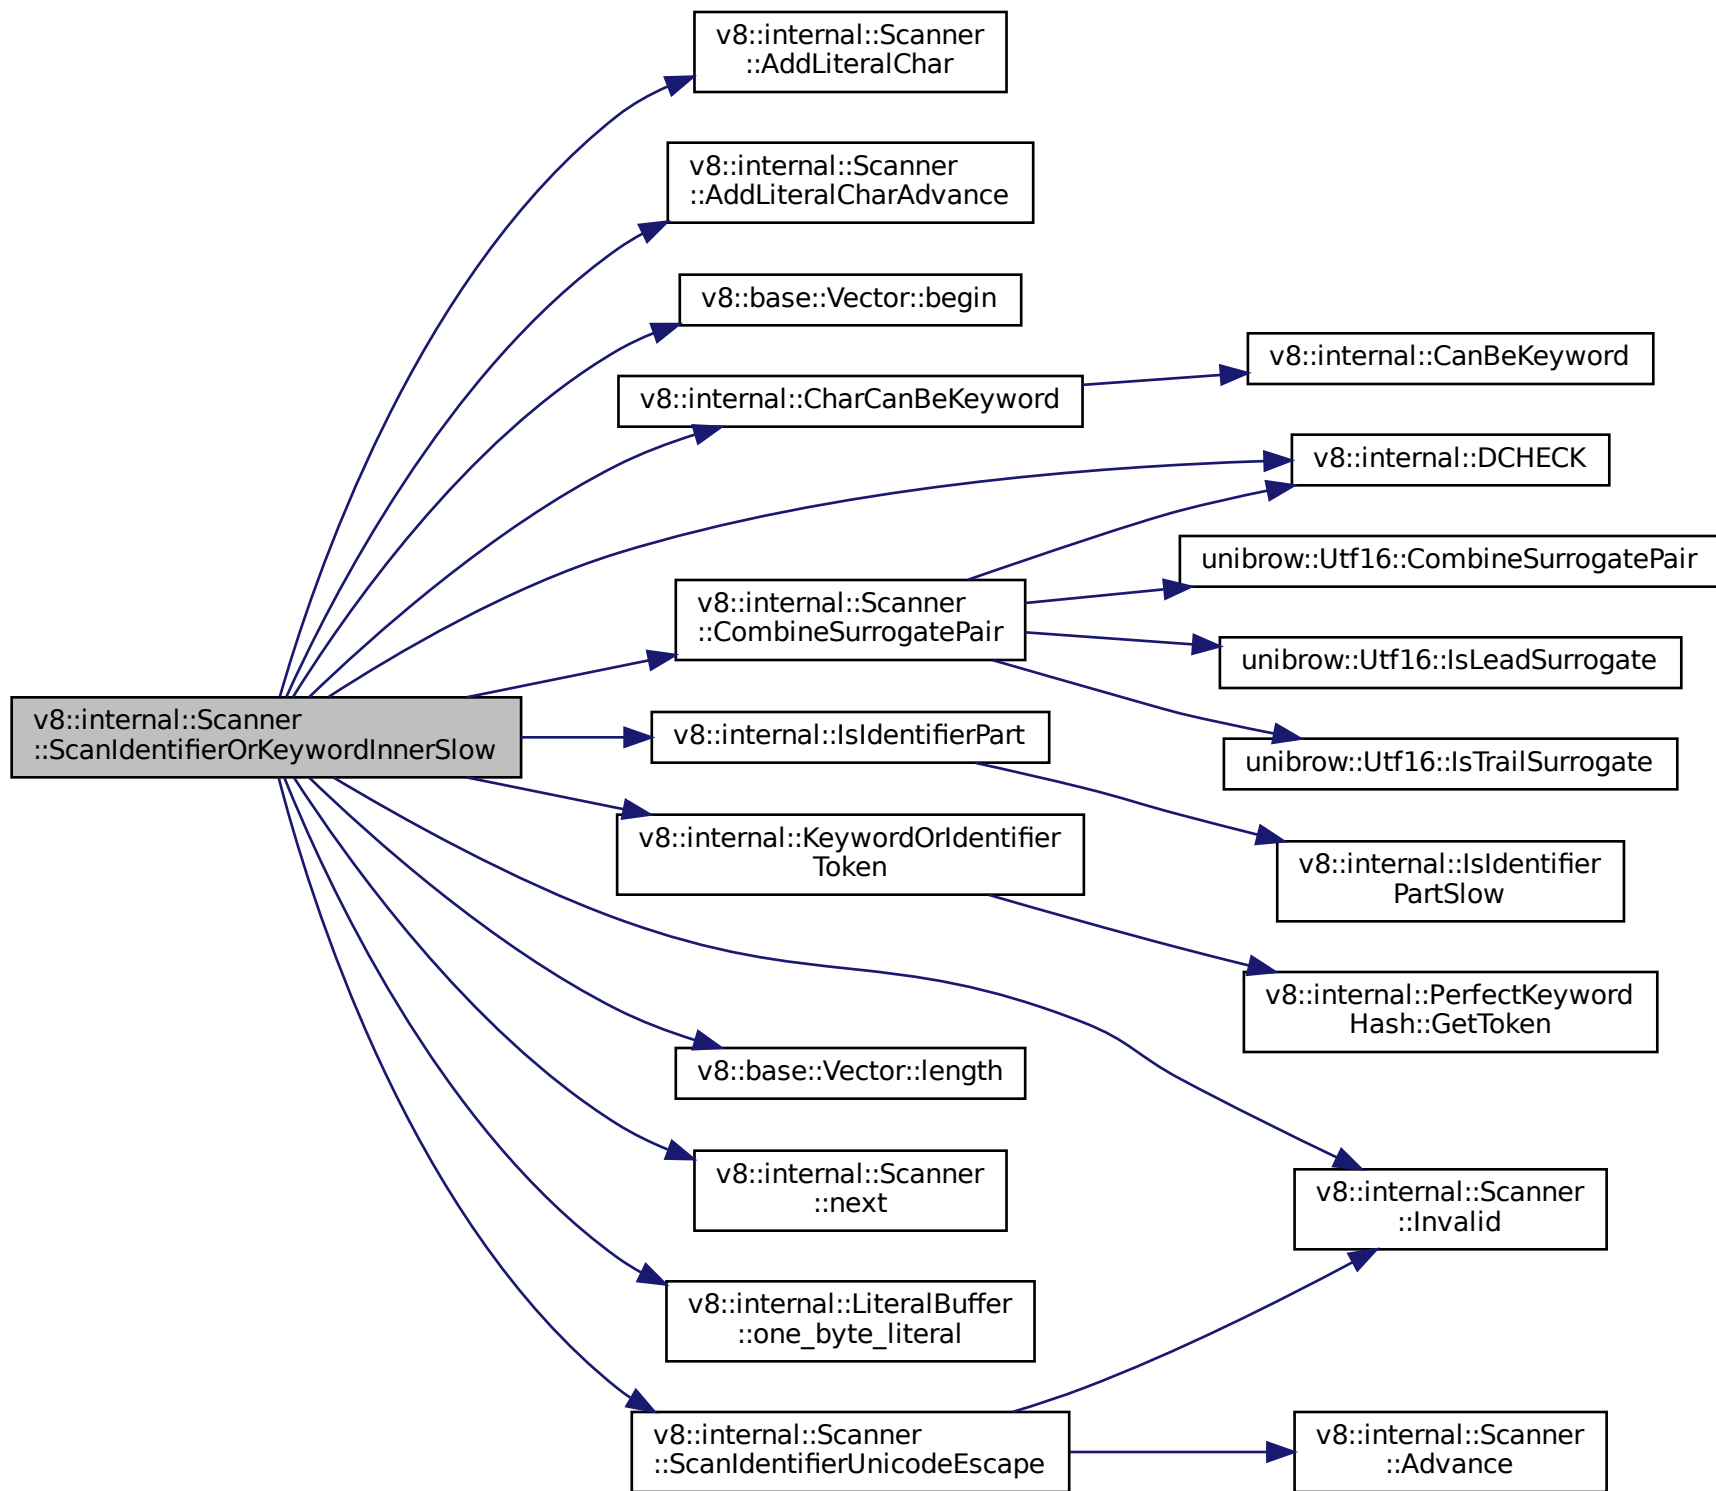 v8::internal::Scanner
::AddLiteralChar
v8::internal::Scanner
::AddLiteralCharAdvance
v8::base::Vector::begin
v8::internal::CanBeKeyword
v8::internal::CharCanBeKeyword
v8::internal::DCHECK
unibrow::Utf16::CombineSurrogatePair
v8::internal::Scanner
::CombineSurrogatePair
unibrow::Utf16::IsLeadSurrogate
v8::internal::Scanner
::ScanIdentifierOrKeywordInnerSlow
v8::internal::IsIdentifierPart
unibrow::Utf16::IsTrailSurrogate
v8::internal::KeywordOrIdentifier
Token
v8::internal::IsIdentifier
PartSlow
v8::internal::PerfectKeyword
Hash::GetToken
v8::base::Vector::length
v8::internal::Scanner
::next
v8::internal::Scanner
::Invalid
v8::internal::LiteralBuffer
::one_byte_literal
v8::internal::Scanner
::ScanIdentifierUnicodeEscape
v8::internal::Scanner
::Advance